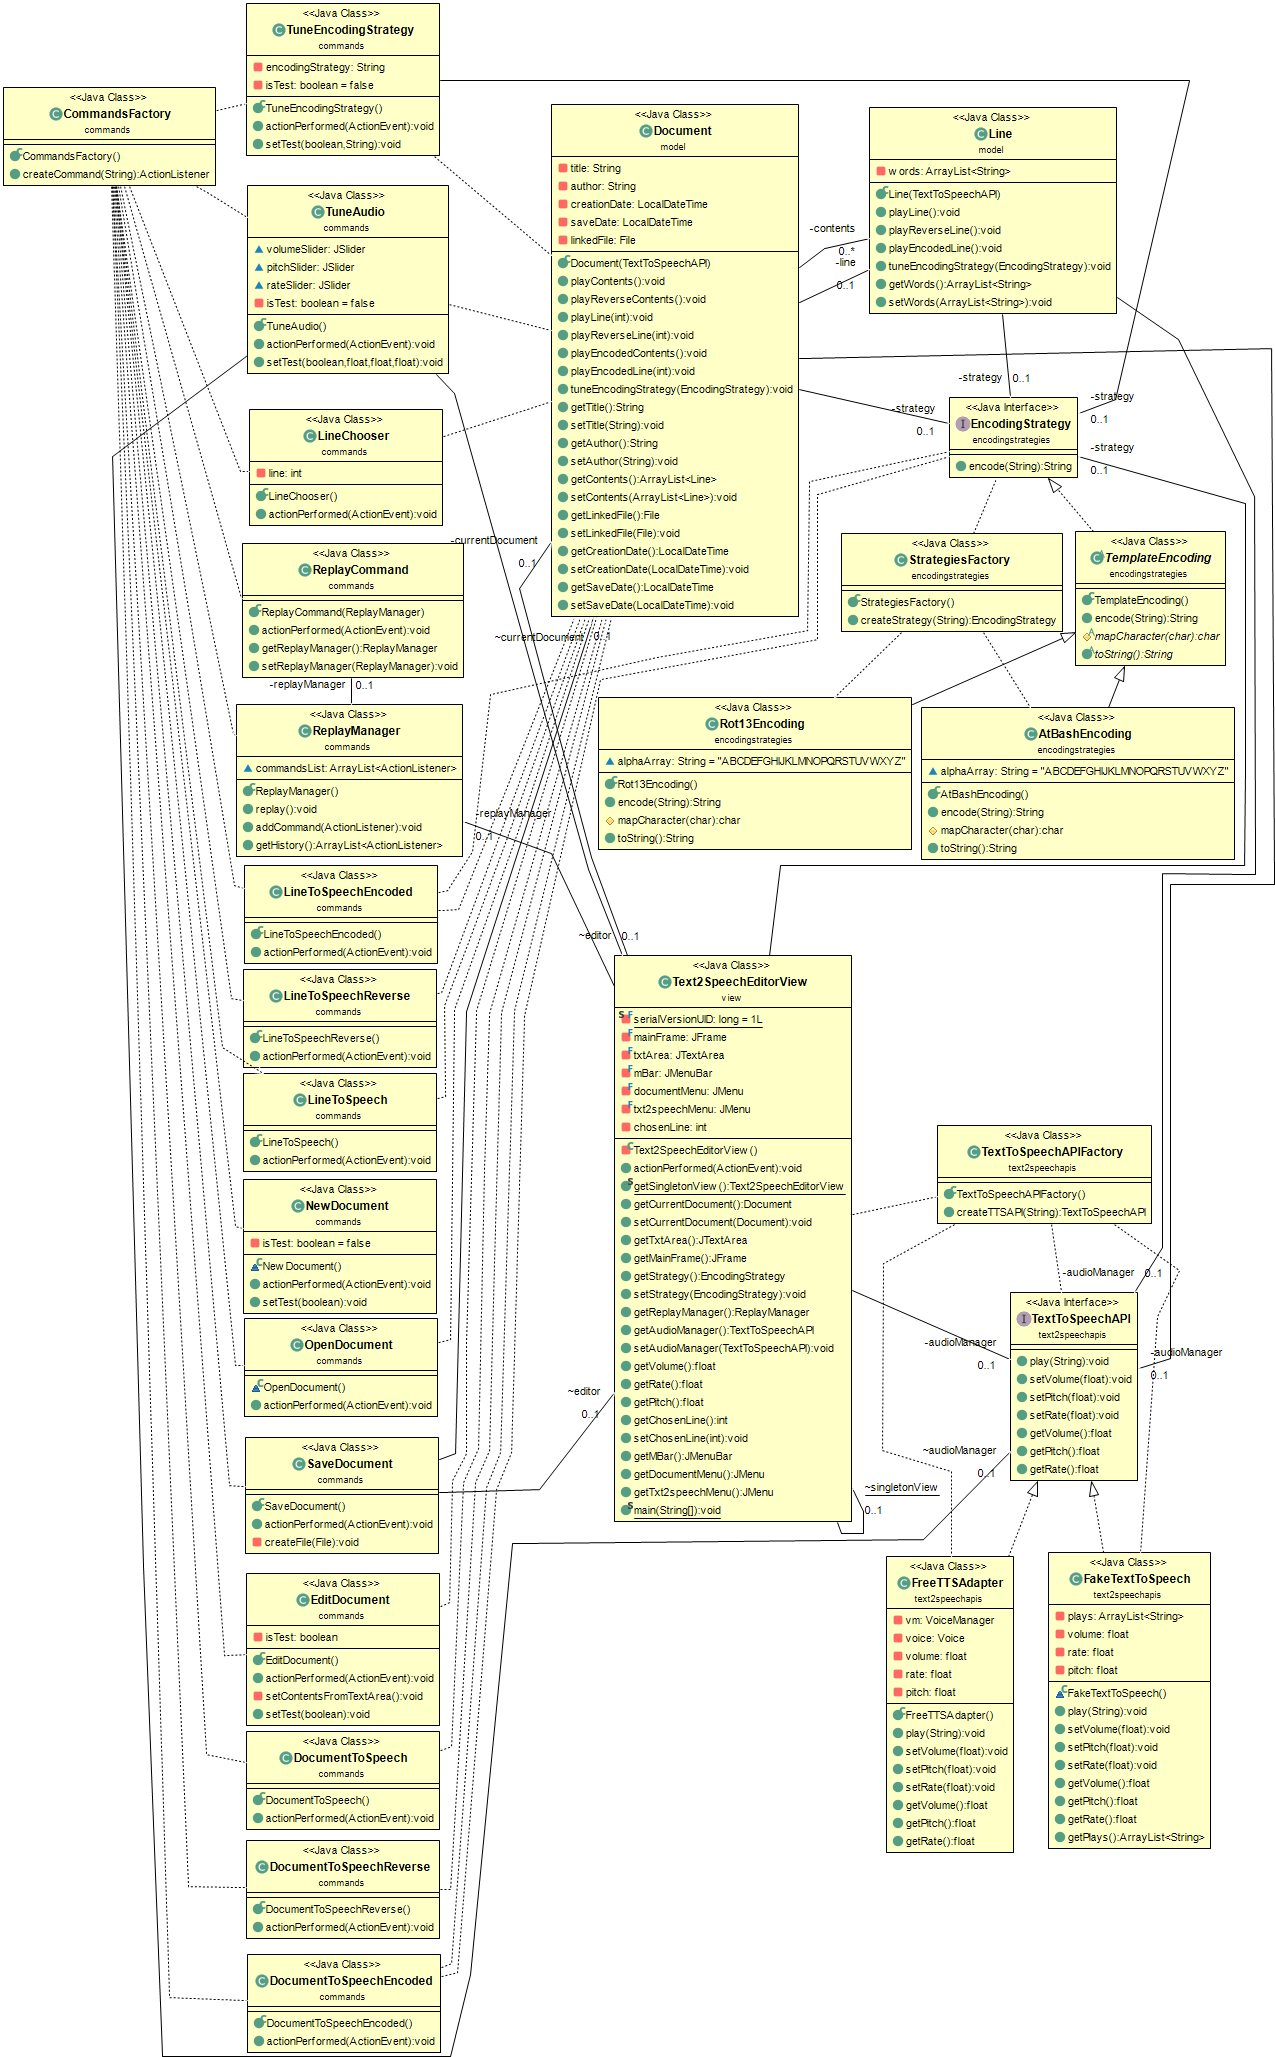 <<Java Class>>
TuneEncodingStrategy
commands
encodingStrategy: String
isTest: boolean = false
TuneEncodingStrategy()
actionPerformed(ActionEvent):void
setTest(boolean,String):void
<<Java Class>>
CommandsFactory
commands
CommandsFactory()
createCommand(String):ActionListener
<<Java Class>>
TuneAudio
commands
volumeSlider: JSlider
pitchSlider: JSlider
rateSlider: JSlider
isTest: boolean = false
TuneAudio()
actionPerformed(ActionEvent):void
setTest(boolean,float,float,float):void
<<Java Class>>
LineChooser
commands
line: int
LineChooser()
actionPerformed(ActionEvent):void
<<Java Class>>
ReplayCommand
commands
ReplayCommand(ReplayManager)
actionPerformed(ActionEvent):void
getReplayManager():ReplayManager
setReplayManager(ReplayManager):void
-replayManager
0..1
<<Java Class>>
ReplayManager
commands
commandsList: ArrayList<ActionListener>
ReplayManager()
replay():void
addCommand(ActionListener):void
getHistory():ArrayList<ActionListener>
<<Java Class>>
LineToSpeechEncoded
commands
LineToSpeechEncoded()
actionPerformed(ActionEvent):void
<<Java Class>>
LineToSpeechReverse
commands
LineToSpeechReverse()
actionPerformed(ActionEvent):void
<<Java Class>>
LineToSpeech
commands
LineToSpeech()
actionPerformed(ActionEvent):void
<<Java Class>>
NewDocument
commands
isTest: boolean = false
NewDocument()
actionPerformed(ActionEvent):void
setTest(boolean):void
<<Java Class>>
OpenDocument
commands
OpenDocument()
actionPerformed(ActionEvent):void
<<Java Class>>
SaveDocument
commands
SaveDocument()
actionPerformed(ActionEvent):void
createFile(File):void
<<Java Class>>
EditDocument
commands
isTest: boolean
EditDocument()
actionPerformed(ActionEvent):void
setContentsFromTextArea():void
setTest(boolean):void
<<Java Class>>
DocumentToSpeech
commands
DocumentToSpeech()
actionPerformed(ActionEvent):void
<<Java Class>>
DocumentToSpeechReverse
commands
DocumentToSpeechReverse()
actionPerformed(ActionEvent):void
<<Java Class>>
DocumentToSpeechEncoded
commands
DocumentToSpeechEncoded()
actionPerformed(ActionEvent):void
<<Java Class>>
Document
model
title: String
author: String
creationDate: LocalDateTime
saveDate: LocalDateTime
linkedFile: File
Document(TextToSpeechAPI)
playContents():void
playReverseContents():void
playLine(int):void
playReverseLine(int):void
playEncodedContents():void
playEncodedLine(int):void
tuneEncodingStrategy(EncodingStrategy):void
getTitle():String
setTitle(String):void
getAuthor():String
setAuthor(String):void
getContents():ArrayList<Line>
setContents(ArrayList<Line>):void
getLinkedFile():File
setLinkedFile(File):void
getCreationDate():LocalDateTime
setCreationDate(LocalDateTime):void
getSaveDate():LocalDateTime
setSaveDate(LocalDateTime):void
-currentDocument
0..1
~currentDocument
0..1
-contents
0..*
-line
0..1
<<Java Class>>
Line
model
words: ArrayList<String>
Line(TextToSpeechAPI)
playLine():void
playReverseLine():void
playEncodedLine():void
tuneEncodingStrategy(EncodingStrategy):void
getWords():ArrayList<String>
setWords(ArrayList<String>):void
-strategy
0..1
-strategy
0..1
-strategy
0..1
-strategy
0..1
<<Java Interface>>
EncodingStrategy
encodingstrategies
encode(String):String
<<Java Class>>
StrategiesFactory
encodingstrategies
StrategiesFactory()
createStrategy(String):EncodingStrategy
<<Java Class>>
TemplateEncoding
encodingstrategies
TemplateEncoding()
encode(String):String
mapCharacter(char):char
toString():String
<<Java Class>>
Rot13Encoding
encodingstrategies
alphaArray: String = "ABCDEFGHIJKLMNOPQRSTUVWXYZ"
Rot13Encoding()
encode(String):String
mapCharacter(char):char
toString():String
<<Java Class>>
AtBashEncoding
encodingstrategies
alphaArray: String = "ABCDEFGHIJKLMNOPQRSTUVWXYZ"
AtBashEncoding()
encode(String):String
mapCharacter(char):char
toString():String
-replayManager
0..1
~editor
0..1
<<Java Class>>
Text2SpeechEditorView
view
serialVersionUID: long = 1L
mainFrame: JFrame
txtArea: JTextArea
mBar: JMenuBar
documentMenu: JMenu
txt2speechMenu: JMenu
chosenLine: int
Text2SpeechEditorView()
actionPerformed(ActionEvent):void
getSingletonView():Text2SpeechEditorView
getCurrentDocument():Document
setCurrentDocument(Document):void
getTxtArea():JTextArea
getMainFrame():JFrame
getStrategy():EncodingStrategy
setStrategy(EncodingStrategy):void
getReplayManager():ReplayManager
getAudioManager():TextToSpeechAPI
setAudioManager(TextToSpeechAPI):void
getVolume():float
getRate():float
getPitch():float
getChosenLine():int
setChosenLine(int):void
getMBar():JMenuBar
getDocumentMenu():JMenu
getTxt2speechMenu():JMenu
main(String[]):void
~editor
0..1
~singletonView
0..1
<<Java Class>>
TextToSpeechAPIFactory
text2speechapis
TextToSpeechAPIFactory()
createTTSAPI(String):TextToSpeechAPI
-audioManager
0..1
-audioManager
0..1
-audioManager
0..1
~audioManager
0..1
<<Java Interface>>
TextToSpeechAPI
text2speechapis
play(String):void
setVolume(float):void
setPitch(float):void
setRate(float):void
getVolume():float
getPitch():float
getRate():float
<<Java Class>>
FreeTTSAdapter
text2speechapis
vm: VoiceManager
voice: Voice
volume: float
rate: float
pitch: float
FreeTTSAdapter()
play(String):void
setVolume(float):void
setPitch(float):void
setRate(float):void
getVolume():float
getPitch():float
getRate():float
<<Java Class>>
FakeTextToSpeech
text2speechapis
plays: ArrayList<String>
volume: float
rate: float
pitch: float
FakeTextToSpeech()
play(String):void
setVolume(float):void
setPitch(float):void
setRate(float):void
getVolume():float
getPitch():float
getRate():float
getPlays():ArrayList<String>